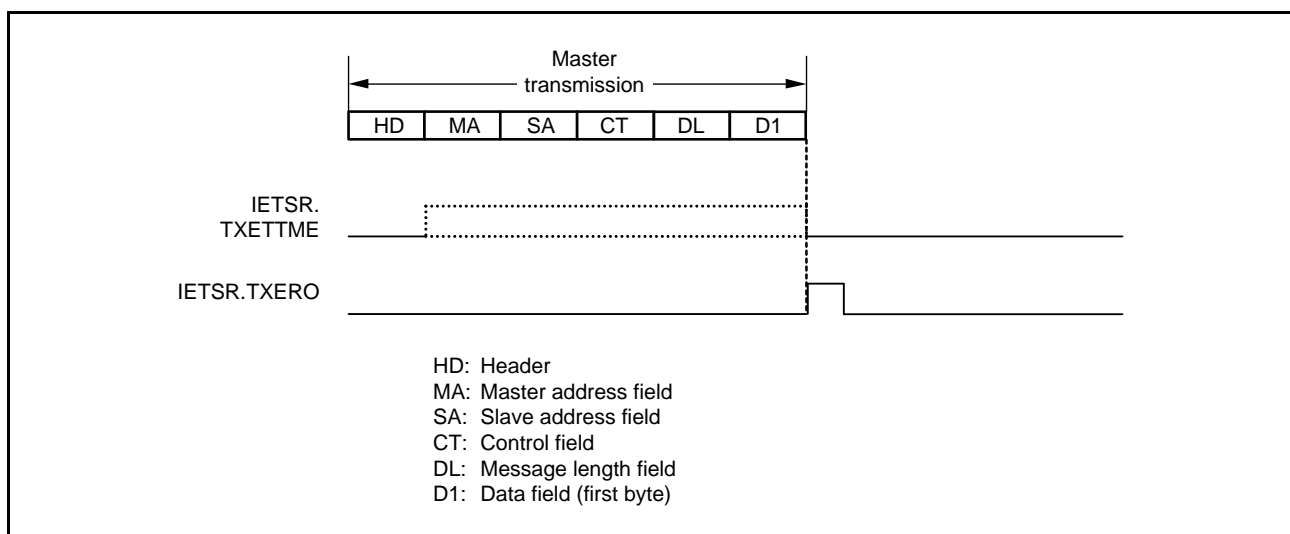 Master
transmission
HD MA SA CT DL D1
IETSR.
TXETTME
IETSR.TXERO
HD: Header
MA: Master address field
SA: Slave address field
CT: Control field
DL: Message length field
D1: Data field (first byte)